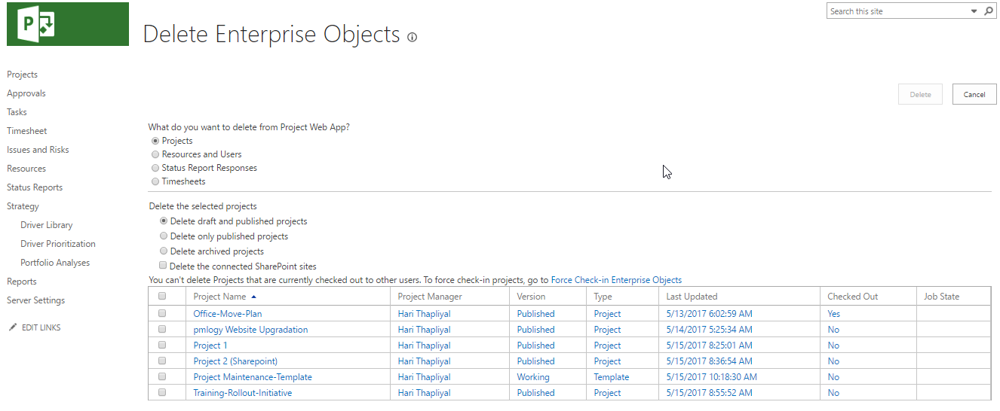 P
Delete Enterprise Objects
Search this site
Projects
Approvals
Tasks
Timesheet
Issues and Risks
Resources
Status Reports
Strategy
Driver Library
Driver Prioritization
Portfolio Analyses
Reports
Server Settings
EDIT LINKS
Delete Cancel
What do you want to delete from Project Web App?
Projects
Resources and Users
Status Report Responses
Timesheets
Delete the selected projects
Delete draft and published projects
Delete only published projects
Delete archived projects
Delete the connected SharePoint sites
You can't delete Projects that are currently checked out to other users. To force check-in projects, go to Force Check-in Enterprise Objects
Project Name Project Manager Version Type Last Updated Checked Out Job State
Office-Move-Plan Hari Thapliyal Published Project 5/13/2017 6:02:59 AM Yes
pmlogy Website Upgradation Hari Thapliyal Published Project 5/14/2017 5:25:34 AM No
Project 1 Hari Thapliyal Published Project 5/15/2017 8:25:01 AM No
Project 2 (Sharepoint) Hari Thapliyal Published Project 5/15/2017 8:36:54 AM No
Project Maintenance-Template Hari Thapliyal Working Template 5/15/2017 10:18:30 AM No
Training-Rollout-Initiative Hari Thapliyal Published Project 5/15/2017 8:55:52 AM No